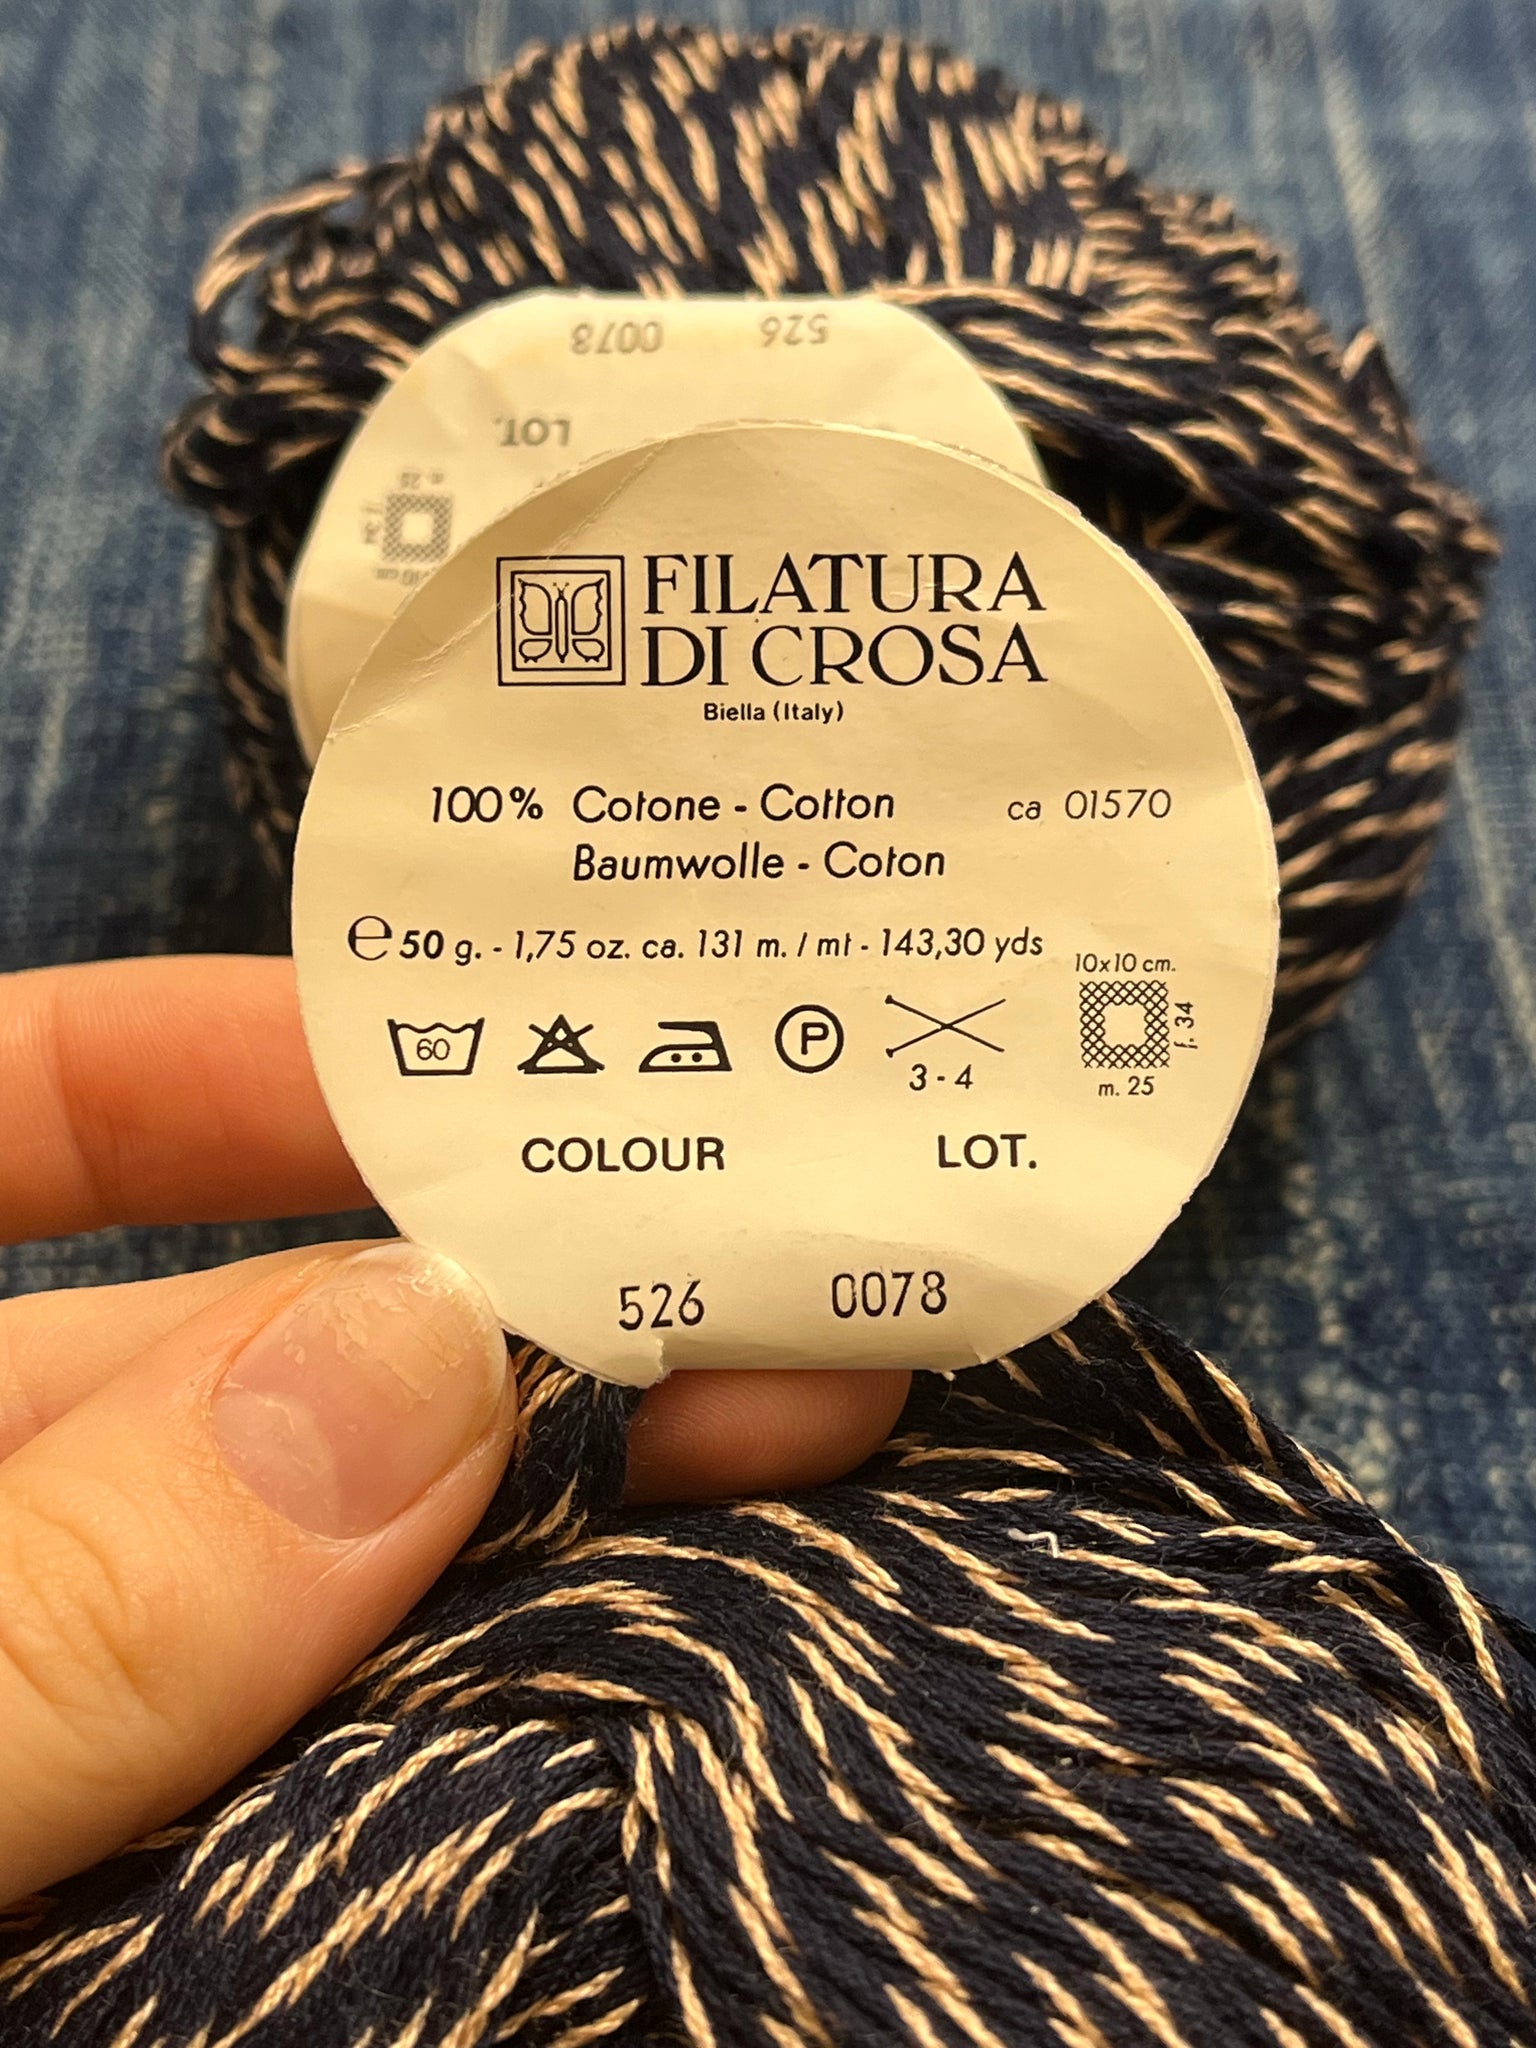 0078 526
LOT.
m. 25
FILATURA
DI CROSA
Biella (Italy)
100% Cotone - Cotton ca 01570
Baumwolle - Coton
℮ 50 g. - 1,75 oz. ca. 131 m. / mt - 143,30 yds
10x10 cm.
f. 34
60
P
3 - 4
m. 25
COLOUR LOT.
526 0078